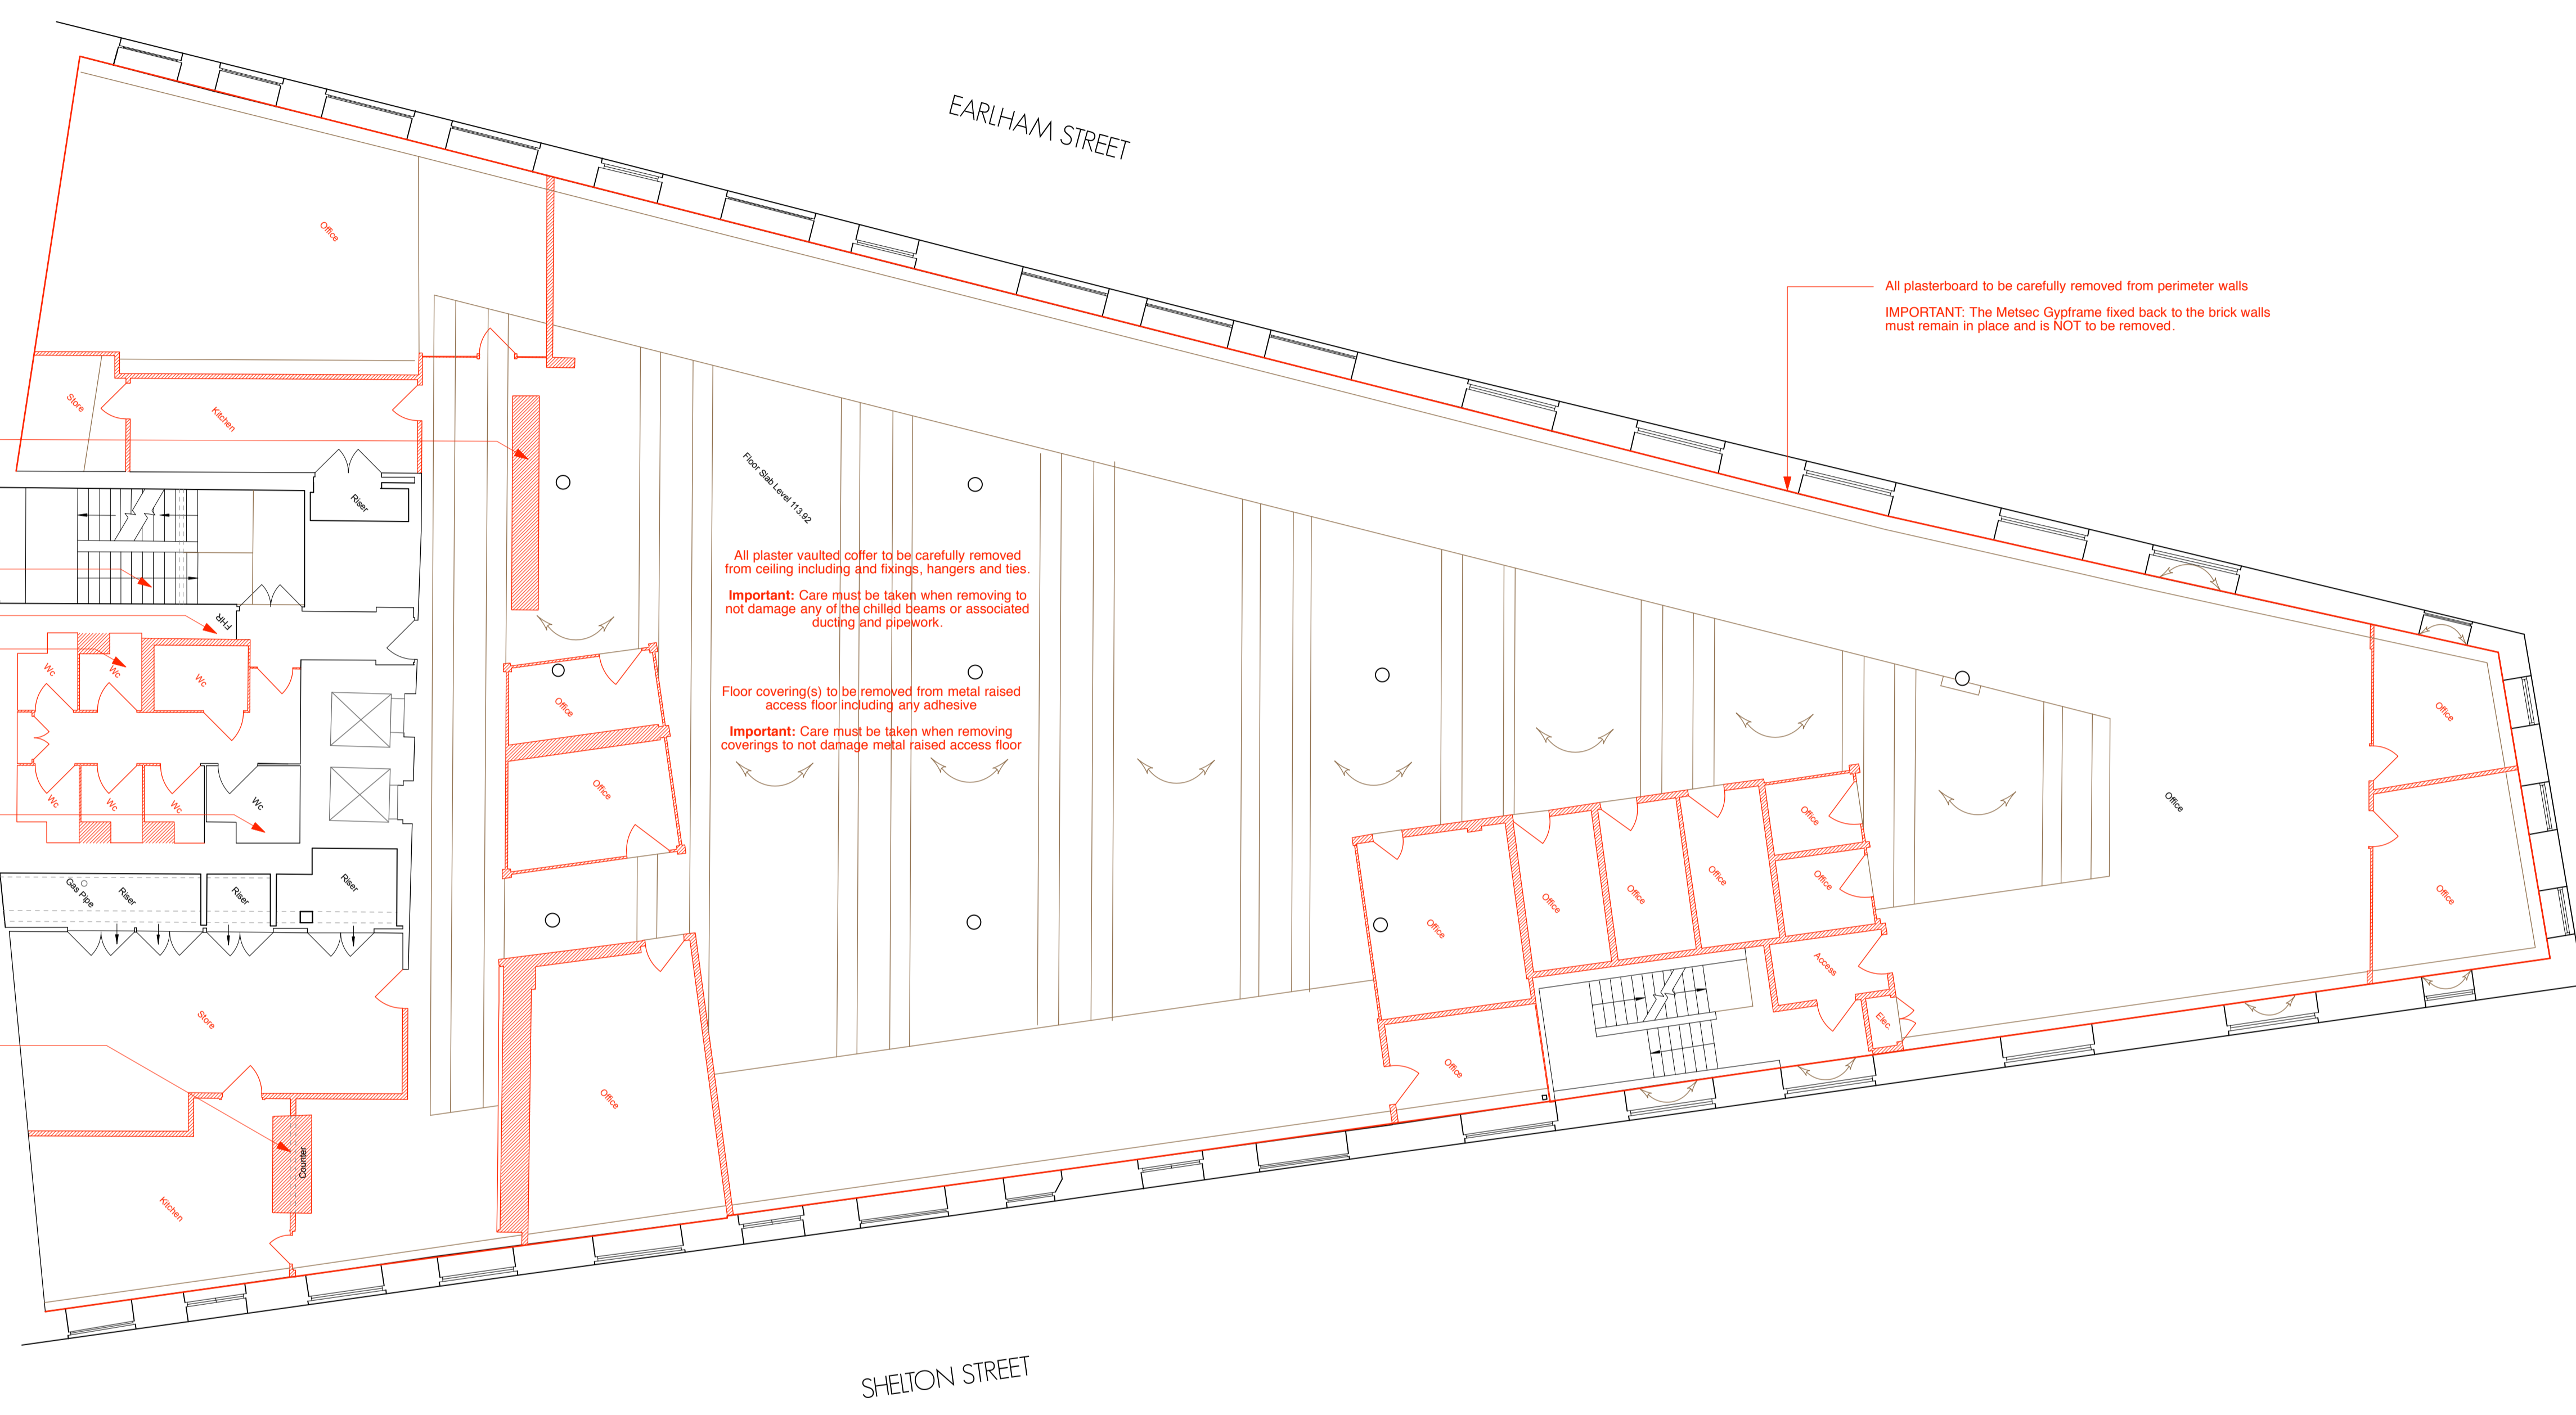 EARLHAM STREET
Office
All plasterboard to be carefully removed from perimeter walls
IMPORTANT: The Metsec Gypframe fixed back to the brick walls
must remain in place and is NOT to be removed.
Store
Kitchen
Riser
Floor Slab Level 113.92
All plaster vaulted coffer to be carefully removed
from ceiling including and fixings, hangers and ties.
Important: Care must be taken when removing to
not damage any of the chilled beams or associated
ducting and pipework.
FHR
Wc
Wc
Wc
Office
Floor covering(s) to be removed from metal raised
access floor including any adhesive
Important: Care must be taken when removing
coverings to not damage metal raised access floor
Office
Office
Wc
Wc
Wc
Wc
Office
Office
Office
Gas Pipe
Riser
Riser
Riser
Office
Office
Office
Office
Office
Office
Access
Store
Elec.
Office
Office
Counter
Kitchen
SHELTON STREET